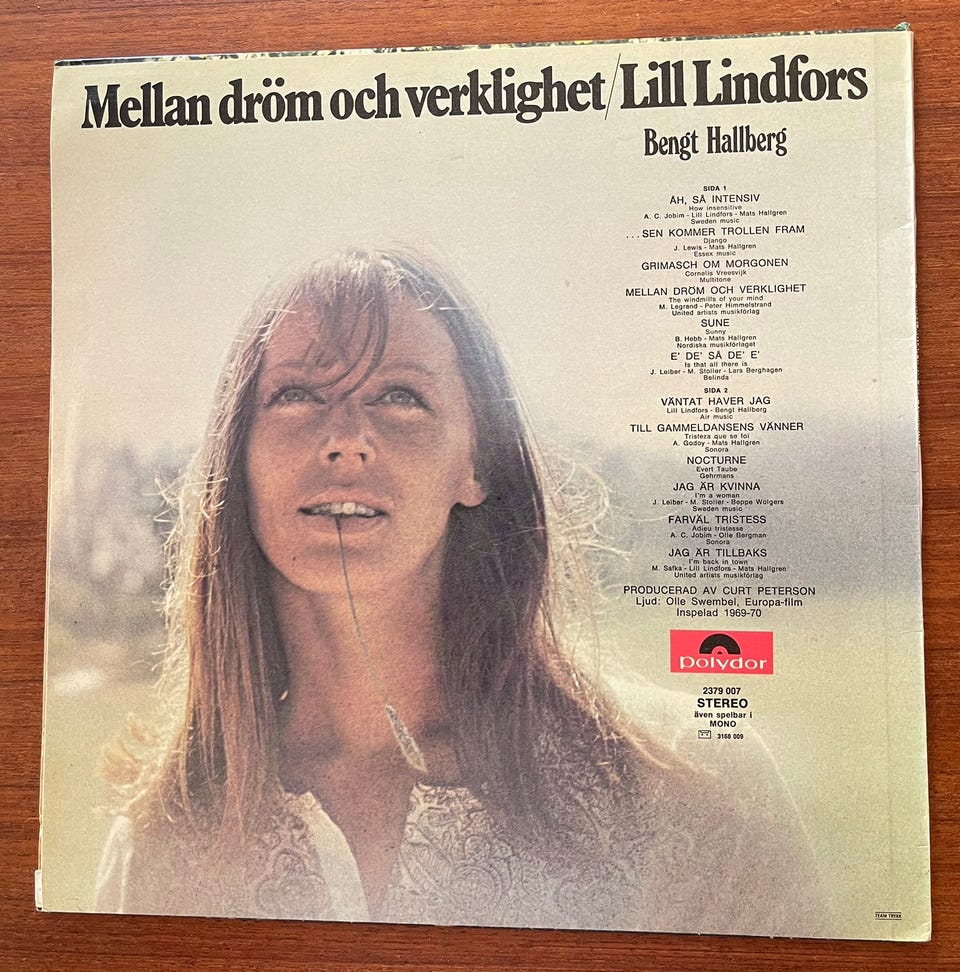 Mellan dröm och verklighet/Lill Lindfors
Bengt Hallberg
SIDA 1
ÅH, SÅ INTENSIV
How insensitive
A. C. Jobim - Lill Lindfors - Mats Hallgren
Sweden music
...SEN KOMMER TROLLEN FRAM
Django
J. Lewis - Mats Hallgren
Essex music
GRIMASCH OM MORGONEN
Cornelis Vreesvijk
Multitone
MELLAN DRÖM OCH VERKLIGHET
The windmills of your mind
M. Legrand - Peter Himmelstrand
United artists musikförlag
SUNE
Sunny
B. Hebb - Mats Hallgren
Nordiska musikförlaget
E' DE' SÅ DE' E'
Is that all there is
J. Leiber - M. Stoller - Lars Berghagen
Belinda
SIDA 2
VÄNTAT HAVER JAG
Lill Lindfors - Bengt Hallberg
Air music
TILL GAMMELDANSENS VÄNNER
Tristeza que se foi
A. Godoy - Mats Hallgren
Sonora
NOCTURNE
Evert Taube
Gehrmans
JAG ÄR KVINNA
I'm a woman
J. Leiber - M. Stoller - Beppe Wolgers
Sweden music
FARVÄL TRISTESS
Adieu tristesse
A. C. Jobim - Olle Bergman
Sonora
JAG ÄR TILLBAKS
I'm back in town
M. Safka - Lill Lindfors - Mats Hallgren
United artists musikförlag
PRODUCERAD AV CURT PETERSON
Ljud: Olle Swembel, Europa-film
Inspelad 1969-70
polydor
2379 007
STEREO
även spelbar i
MONO
3168 009
TEAM TRYKK